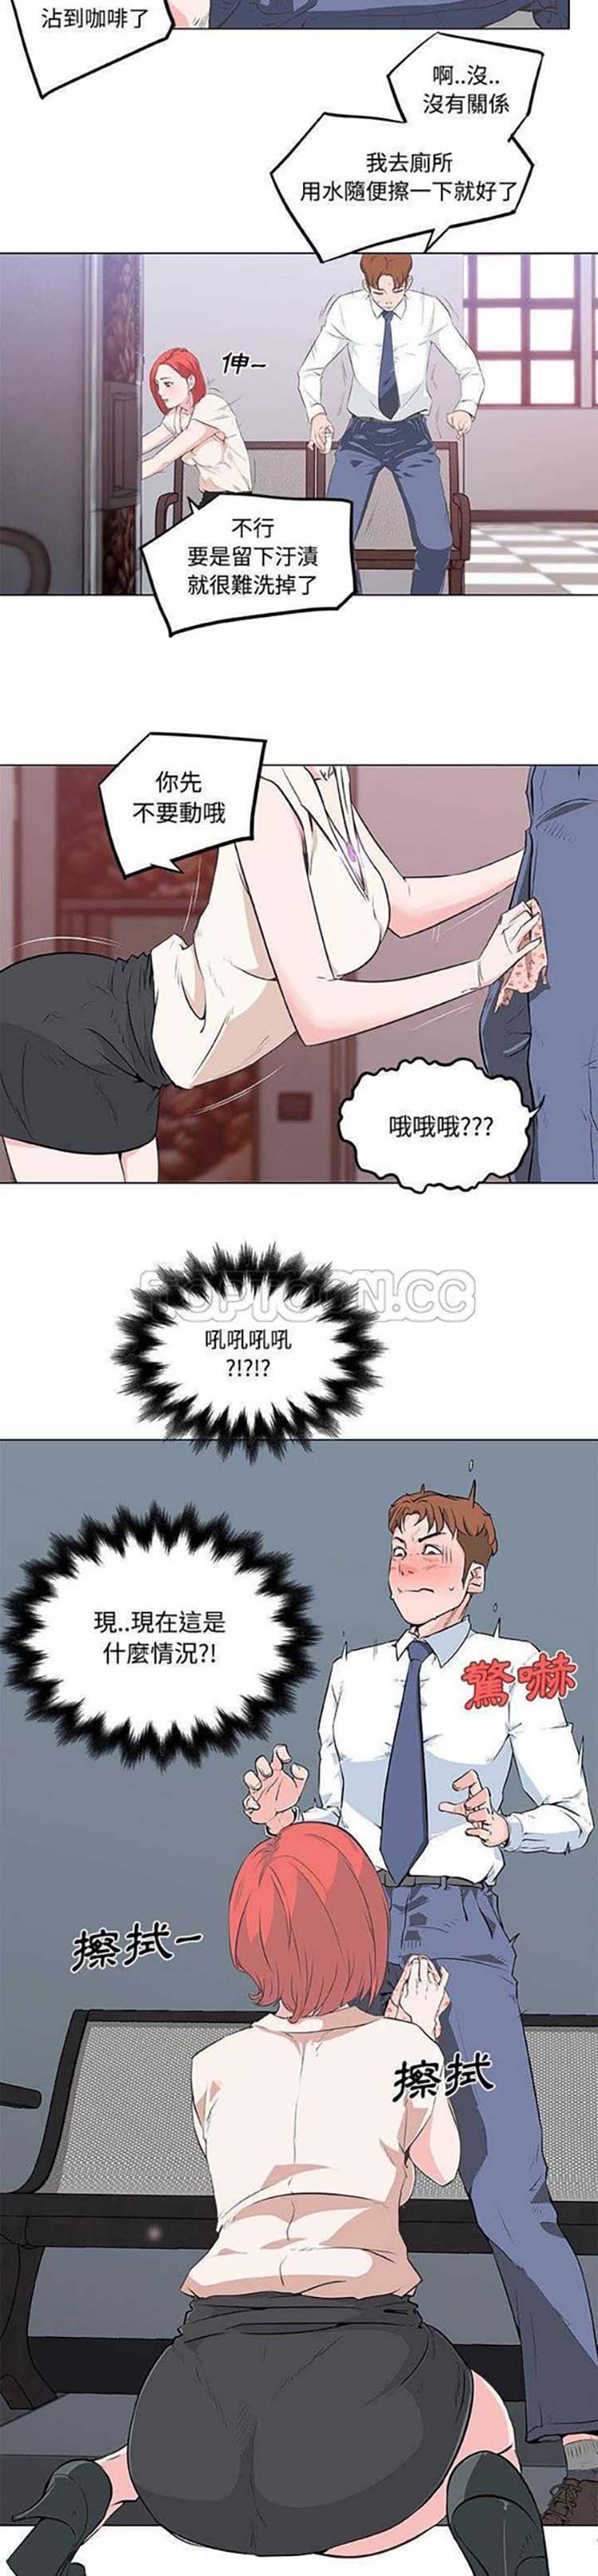 沾到咖啡了
啊..沒..
沒有關係
我去廁所
用水隨便擦一下就好了
伸~
不行
要是留下汙漬
就很難洗掉了
你先
不要動哦
哦哦哦???
TOPTOON.CC
吼吼吼吼
?!?!?
現..現在這是
什麼情況?!
驚嚇
擦拭~
擦拭